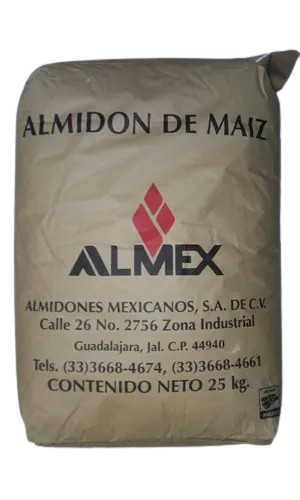 ALMIDON DE MAIZ
ALMEX
ALMIDONES MEXICANOS, S.A. DE C.V.
Calle 26 No. 2756 Zona Industrial
Guadalajara, Jal. C.P. 44940
Tels. (33)3668-4674, (33)3668-4661
CONTENIDO NETO 25 kg.